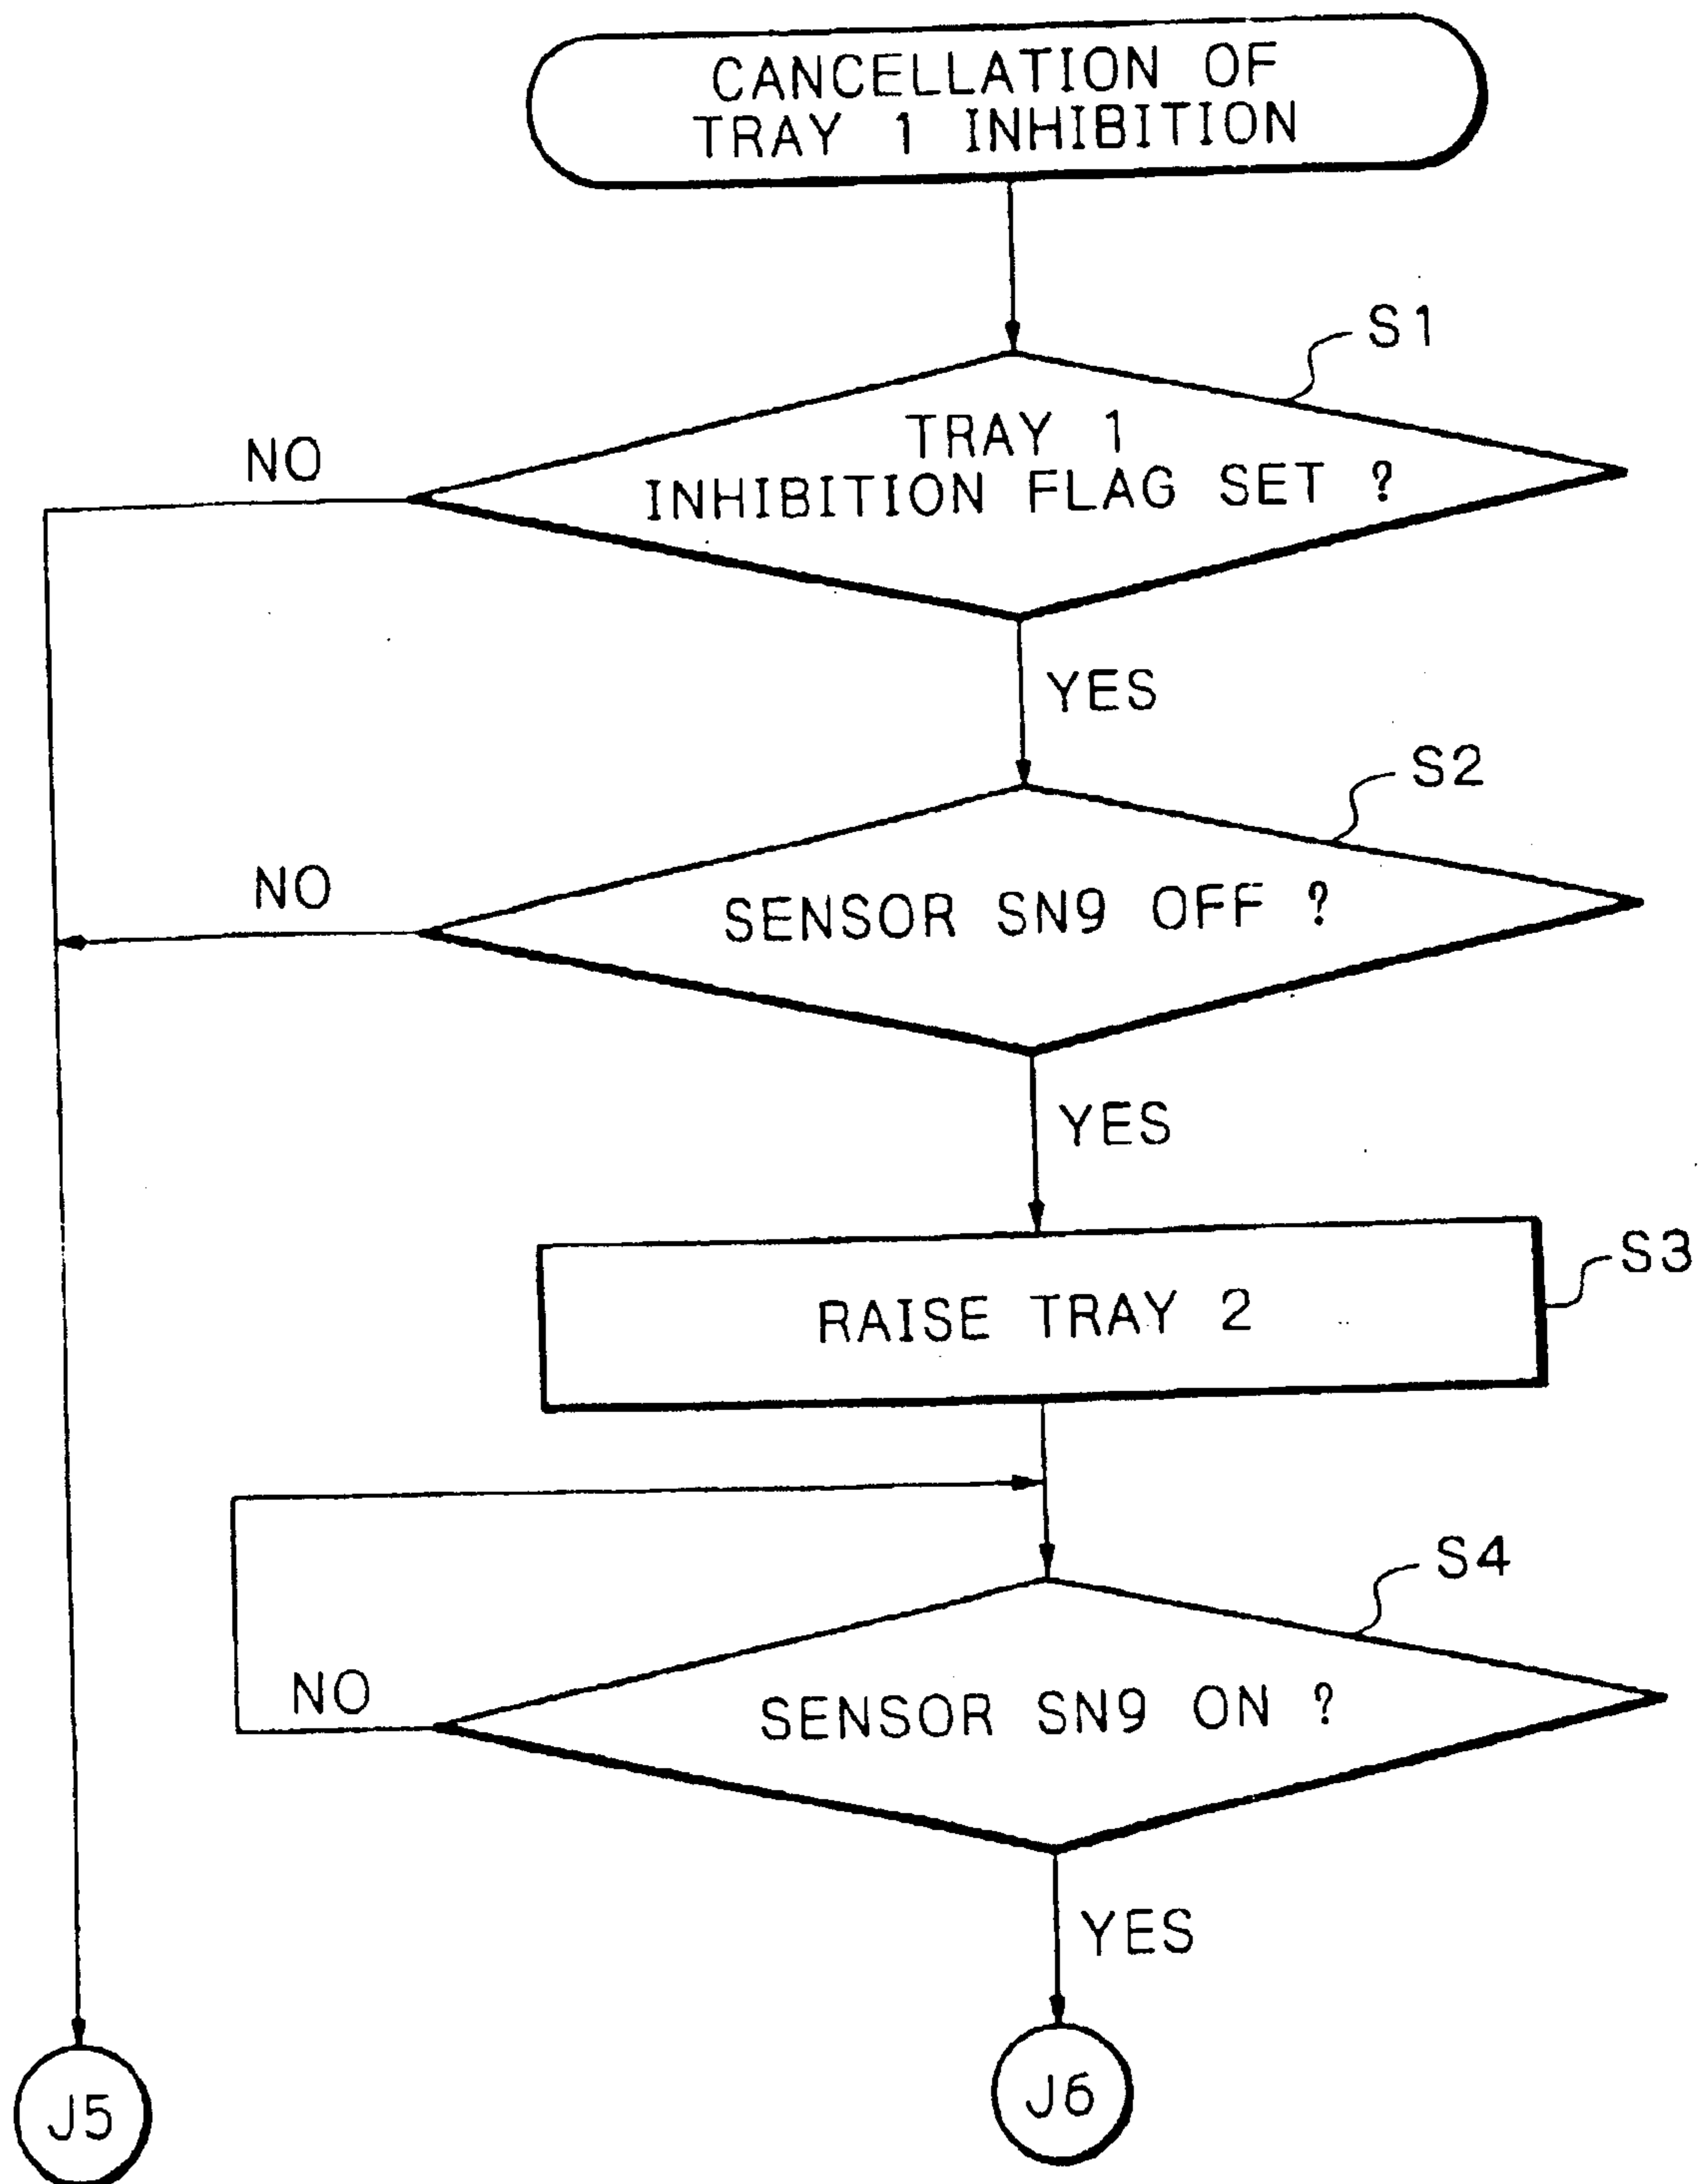 CANCELLATION OF
TRAY 1 INHIBITION
S1
TRAY 1
INHIBITION FLAG SET ?
NO
YES
S2
SENSOR SN9 OFF ?
NO
YES
S3
RAISE TRAY 2
S4
SENSOR SN9 ON ?
NO
YES
J5
J6